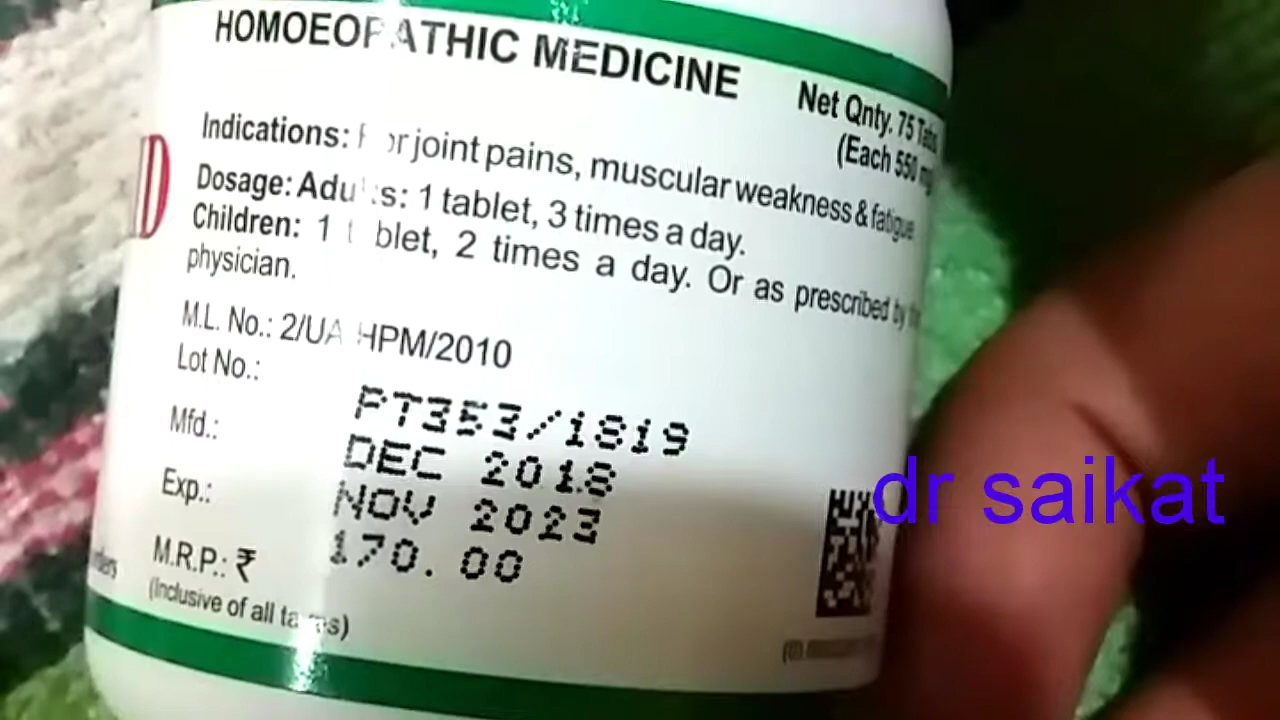 HOMOEOPATHIC MEDICINE
Net Qnty. 75 Tabs
(Each 550 mg
Indications: For joint pains, muscular weakness & fatigue
Dosage: Adults: 1 tablet, 3 times a day.
Children: 1 tablet, 2 times a day. Or as prescribed by
physician.
M.L. No.: 2/UA/HPM/2010
Lot No.: PT353/1819
Mfd.: DEC 2018
Exp.: NOV 2023
M.R.P.: ₹ 170.00
(Inclusive of all taxes)
dr saikat